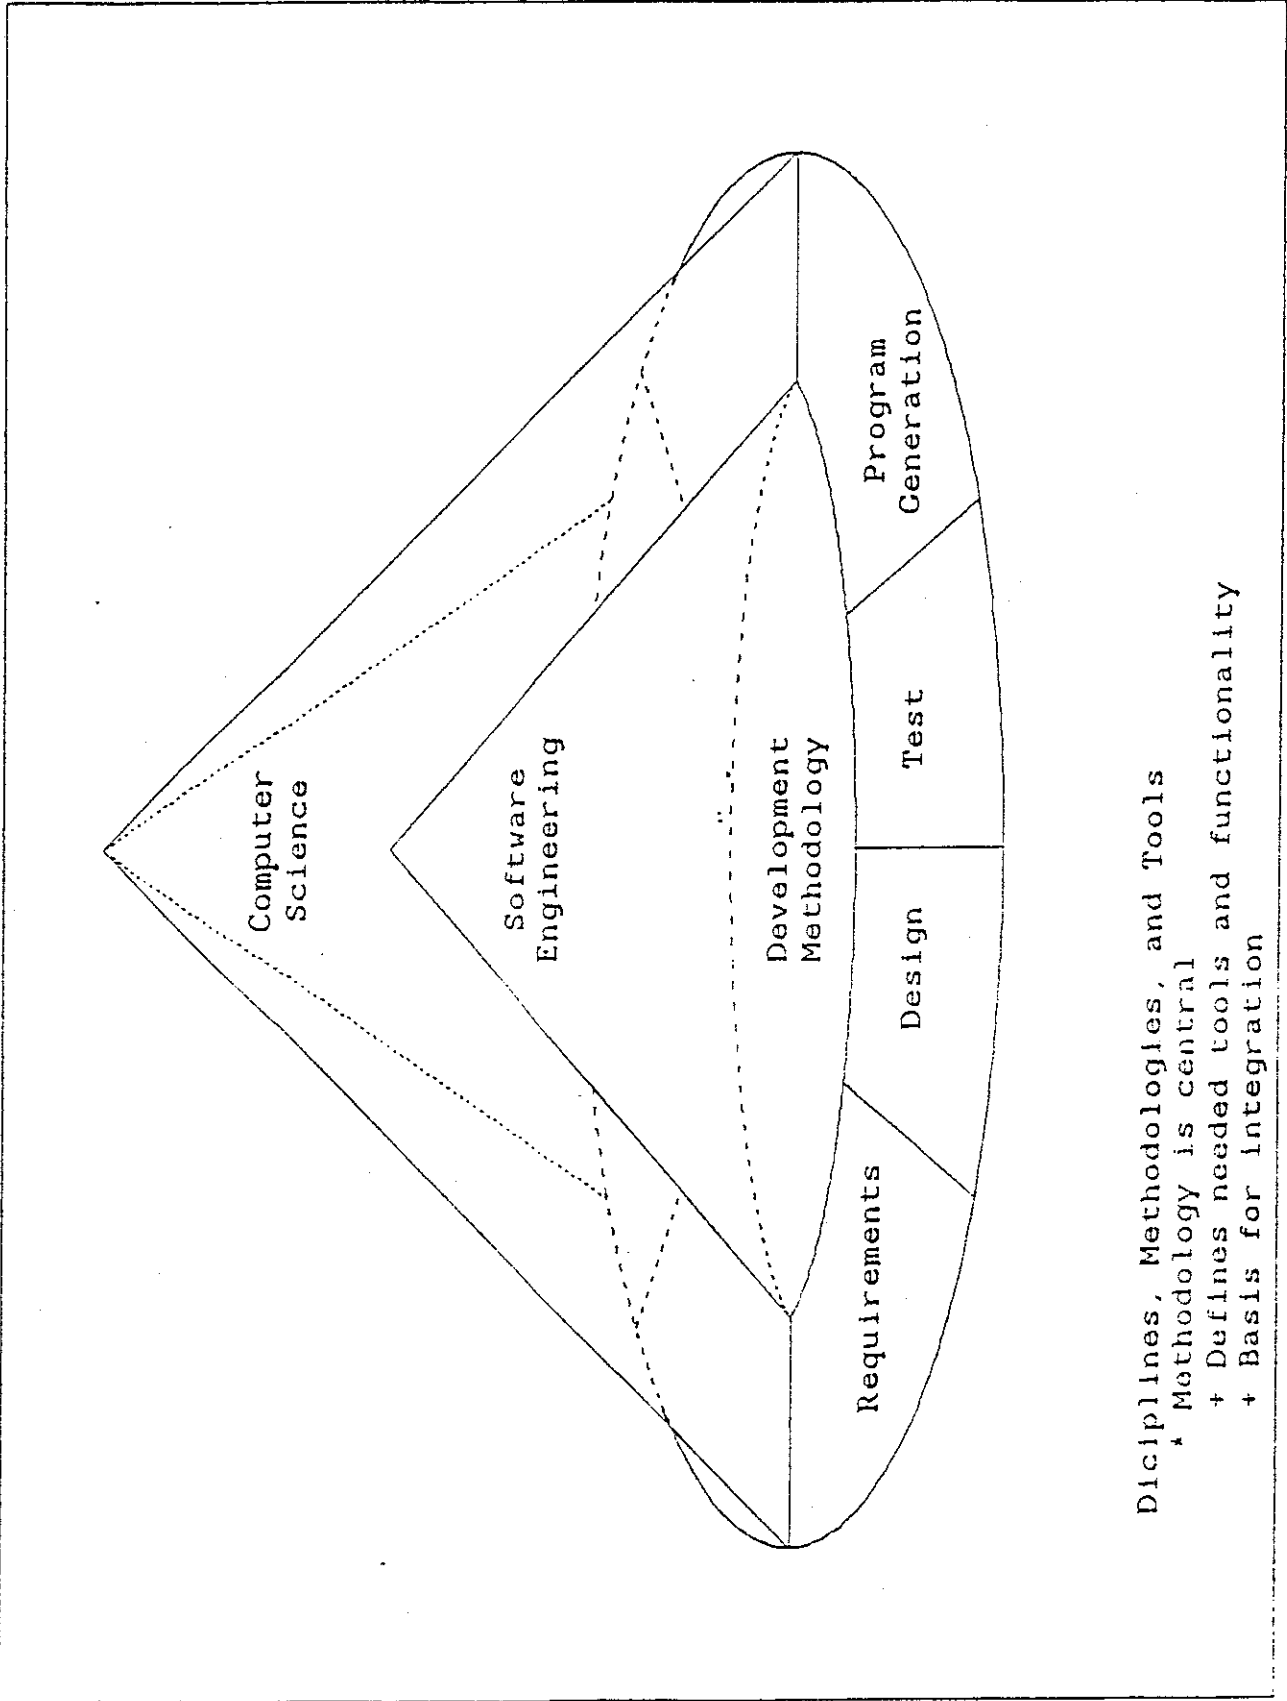 Computer
Science
Software
Engineering
Development
Methodology
Requirements
Design
Test
Program
Generation
Diciplines, Methodologies, and Tools
* Mothodology is central
+ Defines needed tools and functionality
+ Basis for integration